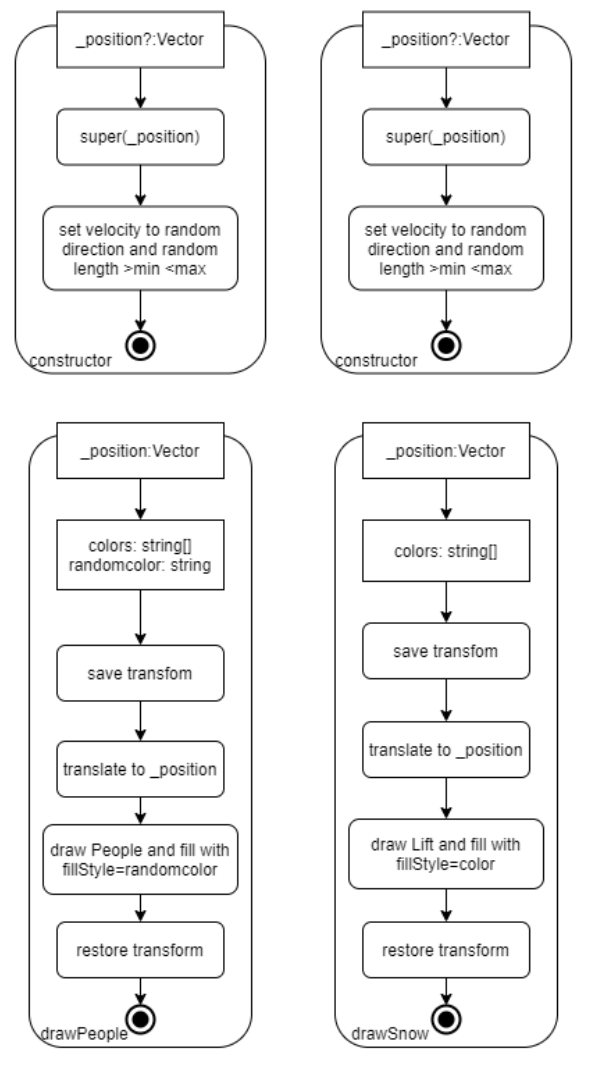 _position?:Vector
super(_position)
set velocity to random
direction and random
length >min <max
constructor
_position?:Vector
super(_position)
set velocity to random
direction and random
length >min <max
constructor
_position:Vector
colors: string[]
randomcolor: string
save transfom
translate to _position
draw People and fill with
fillStyle=randomcolor
restore transform
drawPeople
_position:Vector
colors: string[]
save transfom
translate to _position
draw Lift and fill with
fillStyle=color
restore transform
drawSnow